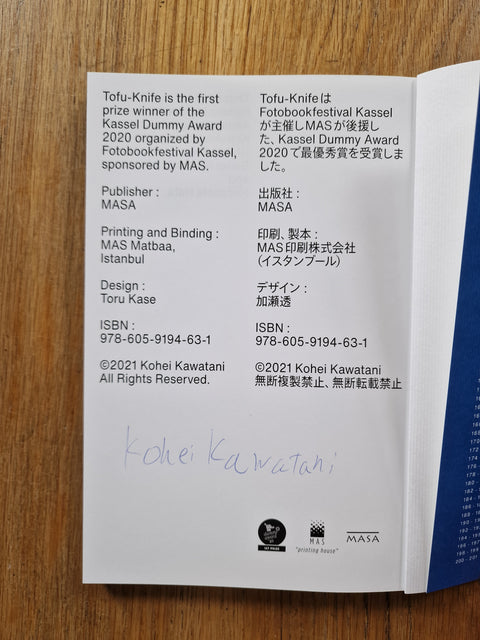 Tofu-Knife is the first
prize winner of the
Kassel Dummy Award
2020 organized by
Fotobookfestival Kassel,
sponsored by MAS.
Publisher :
MASA
Printing and Binding :
MAS Matbaa,
Istanbul
Design :
Toru Kase
ISBN :
978-605-9194-63-1
©2021 Kohei Kawatani
All Rights Reserved.
Tofu-Knifeは
Fotobookfestival Kassel
が主催しMASが後援し
た、Kassel Dummy Award
2020で最優秀賞を受賞しま
した。
出版社 :
MASA
印刷、製本 :
MAS印刷株式会社
(イスタンブール)
デザイン :
加瀬透
ISBN :
978-605-9194-63-1
©2021 Kohei Kawatani
無断複製禁止、無断転載禁止
Kohei Kawatani
1ST PRIZE
MAS
"printing house"
MASA